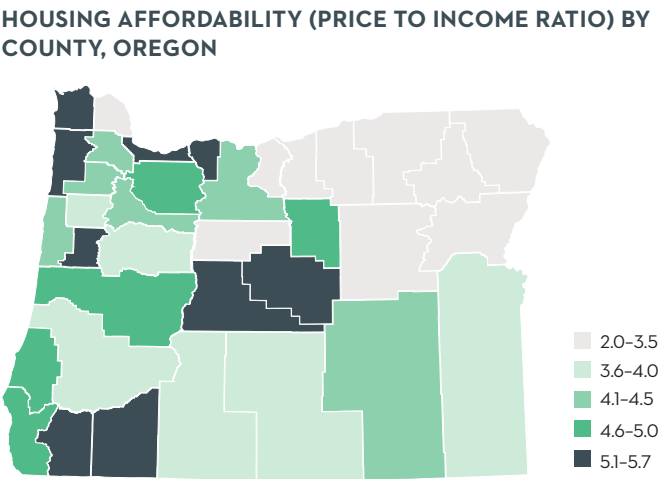 HOUSING AFFORDABILITY (PRICE TO INCOME RATIO) BY
COUNTY, OREGON
2.0–3.5
3.6–4.0
4.1–4.5
4.6–5.0
5.1–5.7